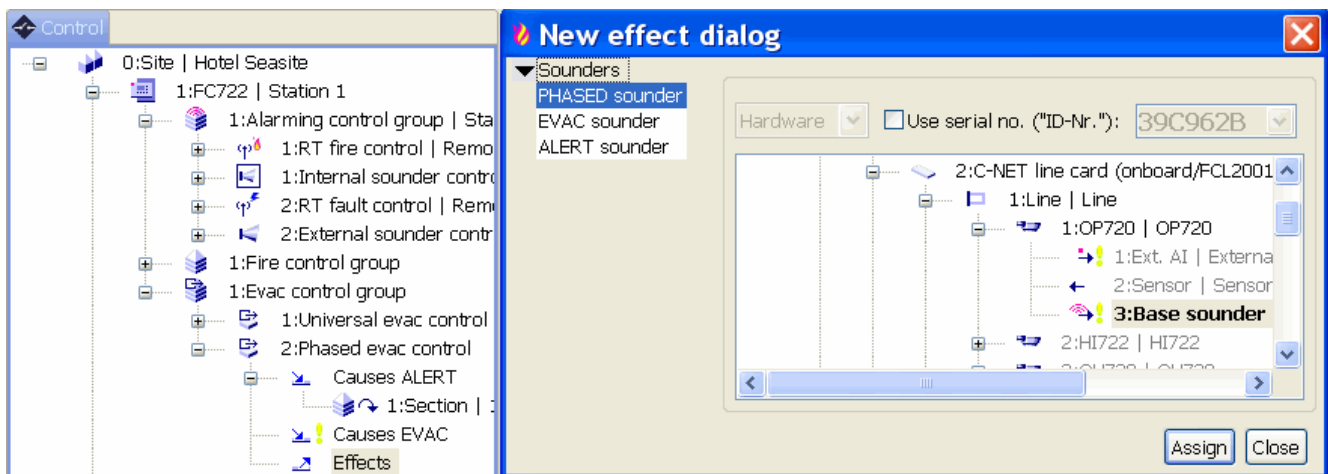 Control
0:Site | Hotel Seasite
1:FC722 | Station 1
1:Alarming control group | Sta
1:RT fire control | Remo
1:Internal sounder contro
2:RT fault control | Rem
2:External sounder contr
1:Fire control group
1:Evac control group
1:Universal evac control
2:Phased evac control
Causes ALERT
1:Section |
Causes EVAC
Effects
New effect dialog
Sounders
PHASED sounder
EVAC sounder
ALERT sounder
Hardware
Use serial no. ("ID-Nr."):
39C962B
2:C-NET line card (onboard/FCL2001
1:Line | Line
1:OP720 | OP720
1:Ext. AI | Externa
2:Sensor | Sensor
3:Base sounder
2:HI722 | HI722
Assign
Close